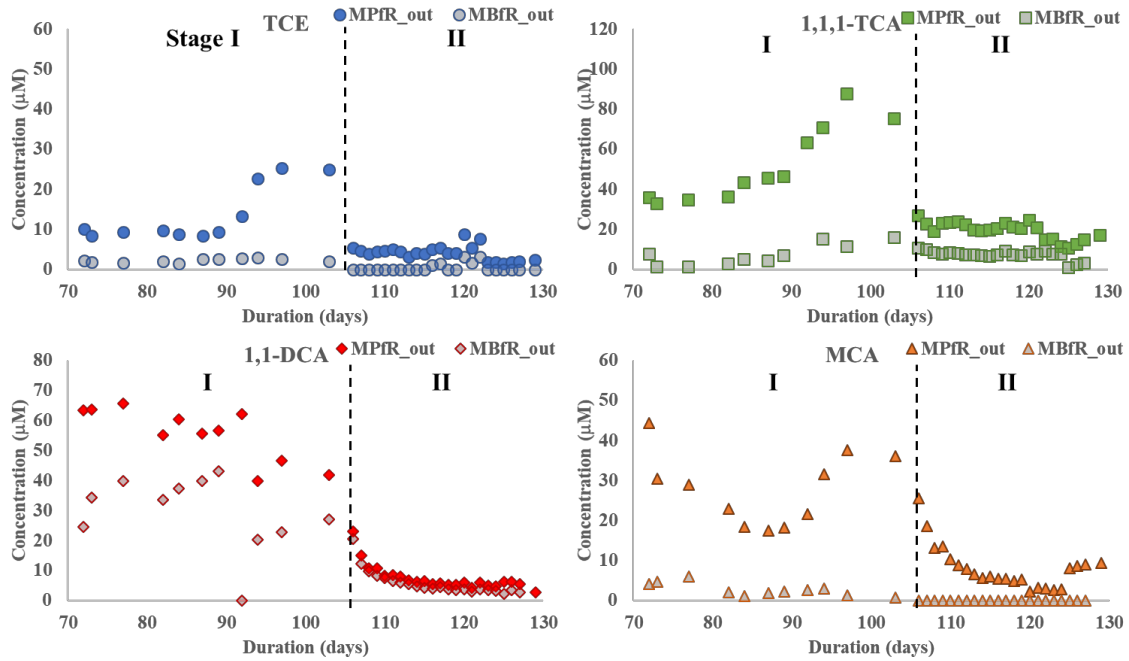 TCE MPfR_out MBfR_out
Stage I II
60
50
40
30
20
10
0
Concentration (μM)
70 80 90 100 110 120 130
Duration (days)
1,1,1-TCA MPfR_out MBfR_out
I II
120
100
80
60
40
20
0
Concentration (μM)
70 80 90 100 110 120 130
Duration (days)
1,1-DCA MPfR_out MBfR_out
I II
80
70
60
50
40
30
20
10
0
Concentration (μM)
70 80 90 100 110 120 130
Duration (days)
MCA MPfR_out MBfR_out
I II
60
50
40
30
20
10
0
Concentration (μM)
70 80 90 100 110 120 130
Duration (days)